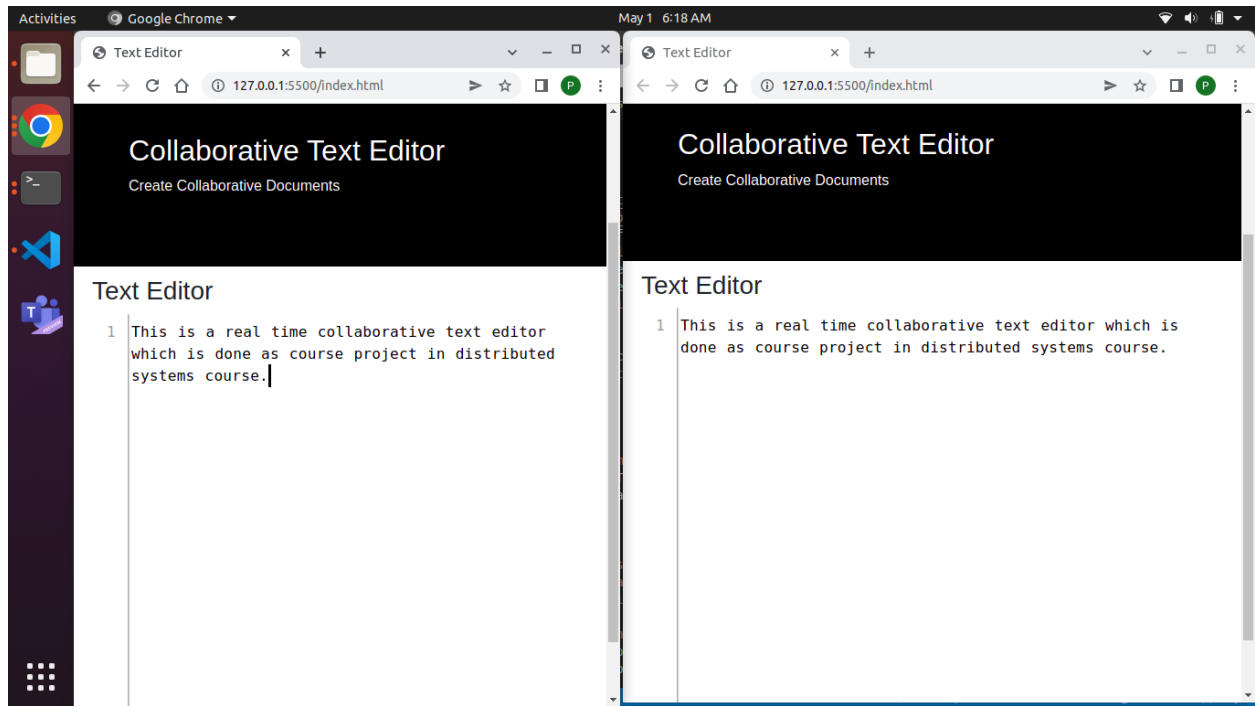 Activities
Google Chrome
May 1 6:18 AM
Text Editor
127.0.0.1:5500/index.html
P
Collaborative Text Editor
Create Collaborative Documents
Text Editor
1
This is a real time collaborative text editor
which is done as course project in distributed
systems course.
Text Editor
127.0.0.1:5500/index.html
P
Collaborative Text Editor
Create Collaborative Documents
Text Editor
1
This is a real time collaborative text editor which is
done as course project in distributed systems course.
>_
T